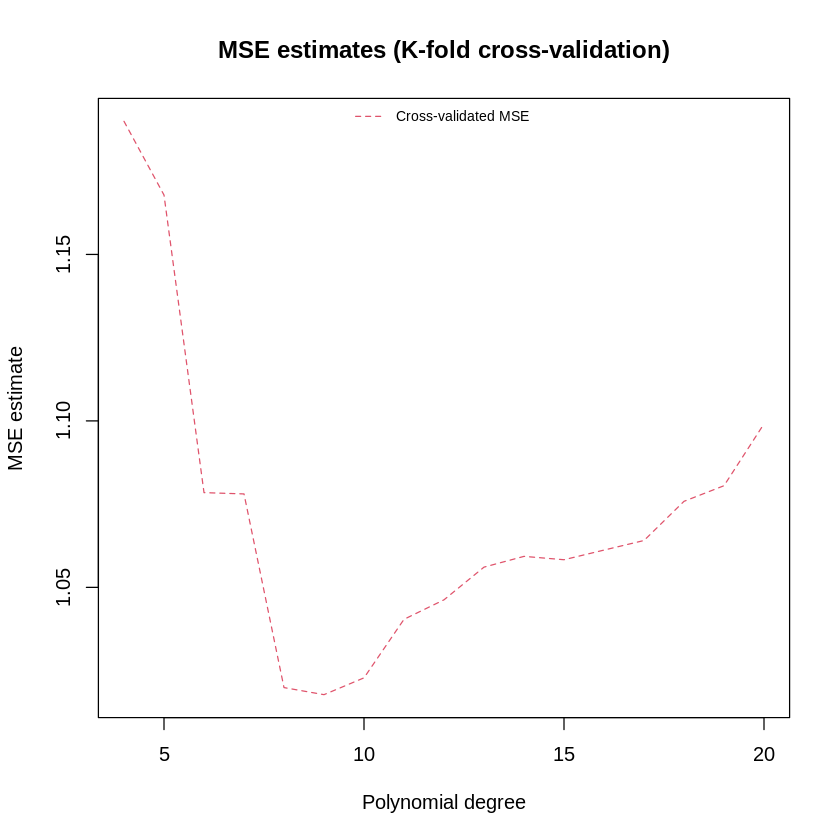 MSE estimates (K-fold cross-validation)
Cross-validated MSE
MSE estimate
1.15
1.10
1.05
5 10 15 20
Polynomial degree